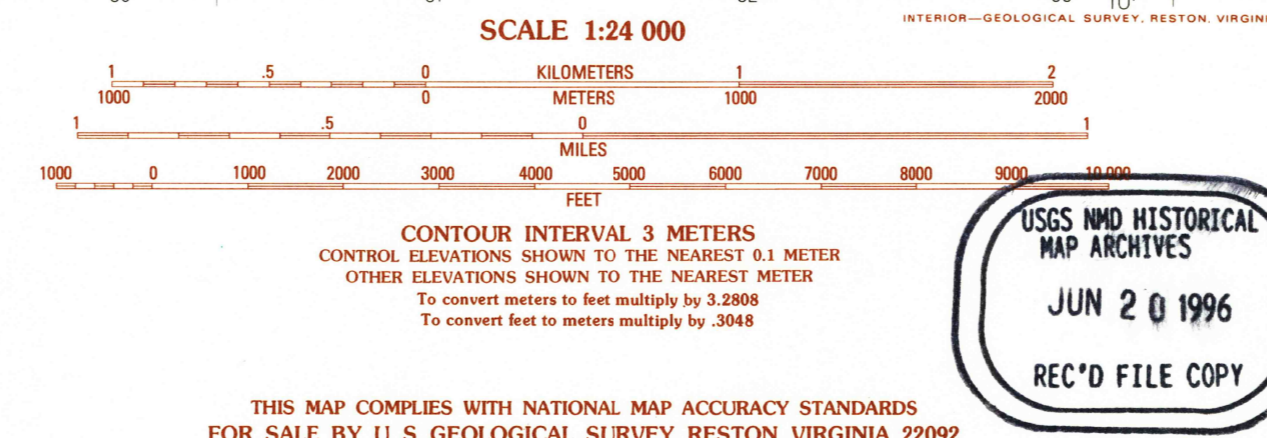 INTERIOR—GEOLOGICAL SURVEY, RESTON, VIRGINI
SCALE 1:24 000
1 .5 0 KILOMETERS 1 2
1000 0 METERS 1000 2000
1 .5 0 1
MILES
1000 0 1000 2000 3000 4000 5000 6000 7000 8000 9000 10 000
FEET
CONTOUR INTERVAL 3 METERS
CONTROL ELEVATIONS SHOWN TO THE NEAREST 0.1 METER
OTHER ELEVATIONS SHOWN TO THE NEAREST METER
To convert meters to feet multiply by 3.2808
To convert feet to meters multiply by .3048
USGS NMD HISTORICAL
MAP ARCHIVES
JUN 20 1996
REC'D FILE COPY
THIS MAP COMPLIES WITH NATIONAL MAP ACCURACY STANDARDS
FOR SALE BY U.S. GEOLOGICAL SURVEY, RESTON, VIRGINIA 22092